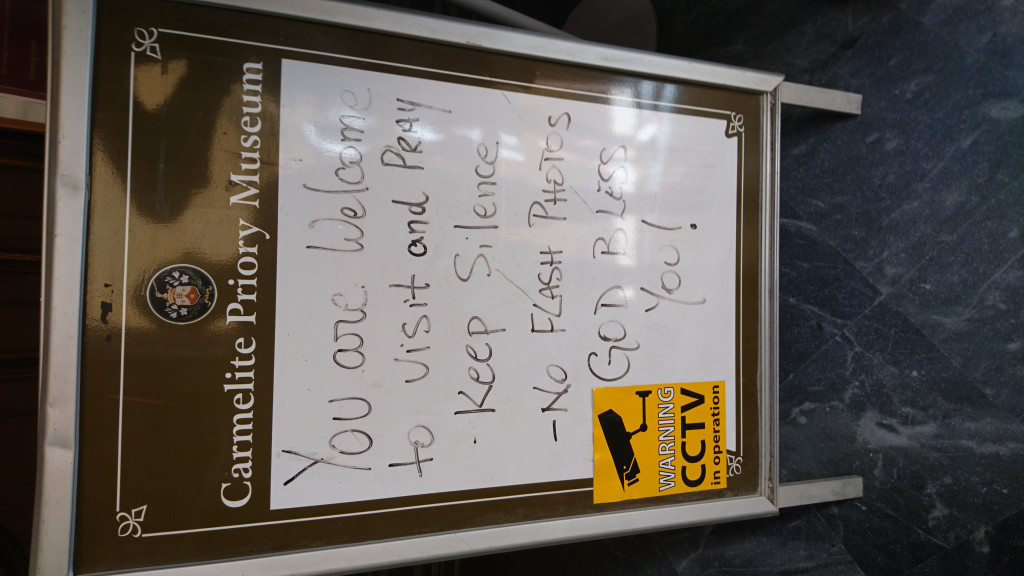 Carmelite Priory Museum
You are Welcome
to visit and PRAY
· Keep Silence
- No FLASH PHOTOS
GOD BLESS
YOU!
WARNING
CCTV
in operation